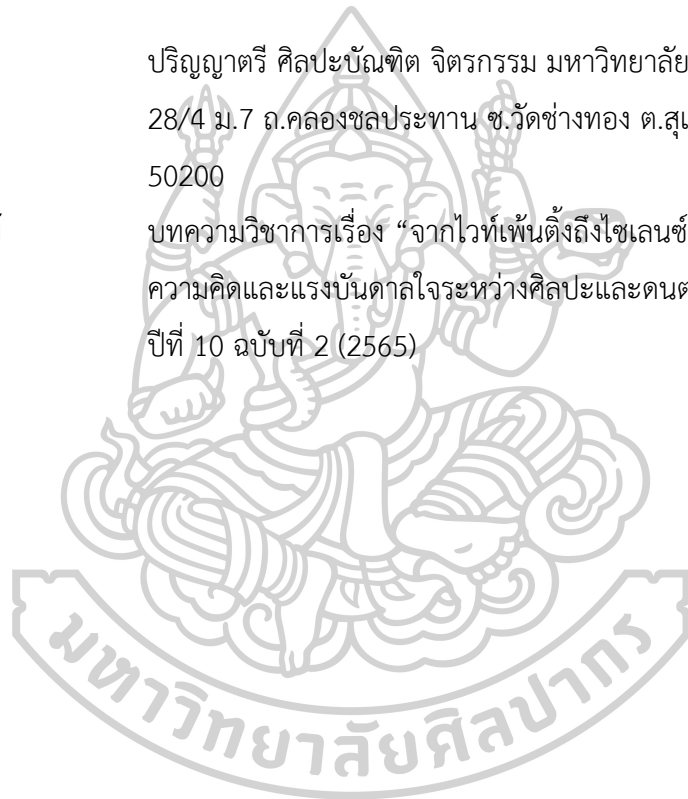 ปริญญาตรี ศิลปะบัณฑิต จิตรกรรม มหาวิทยาลัย
28/4 ม.7 ถ.คลองชลประทาน ซ.วัดช่างทอง ต.สุเ
50200
บทความวิชาการเรื่อง “จากไวท์เพ้นติ้งถึงไซเลนซ์
ความคิดและแรงบันดาลใจระหว่างศิลปะและดนต
ปีที่ 10 ฉบับที่ 2 (2565)
มหาวิทยาลัยศิลปากร